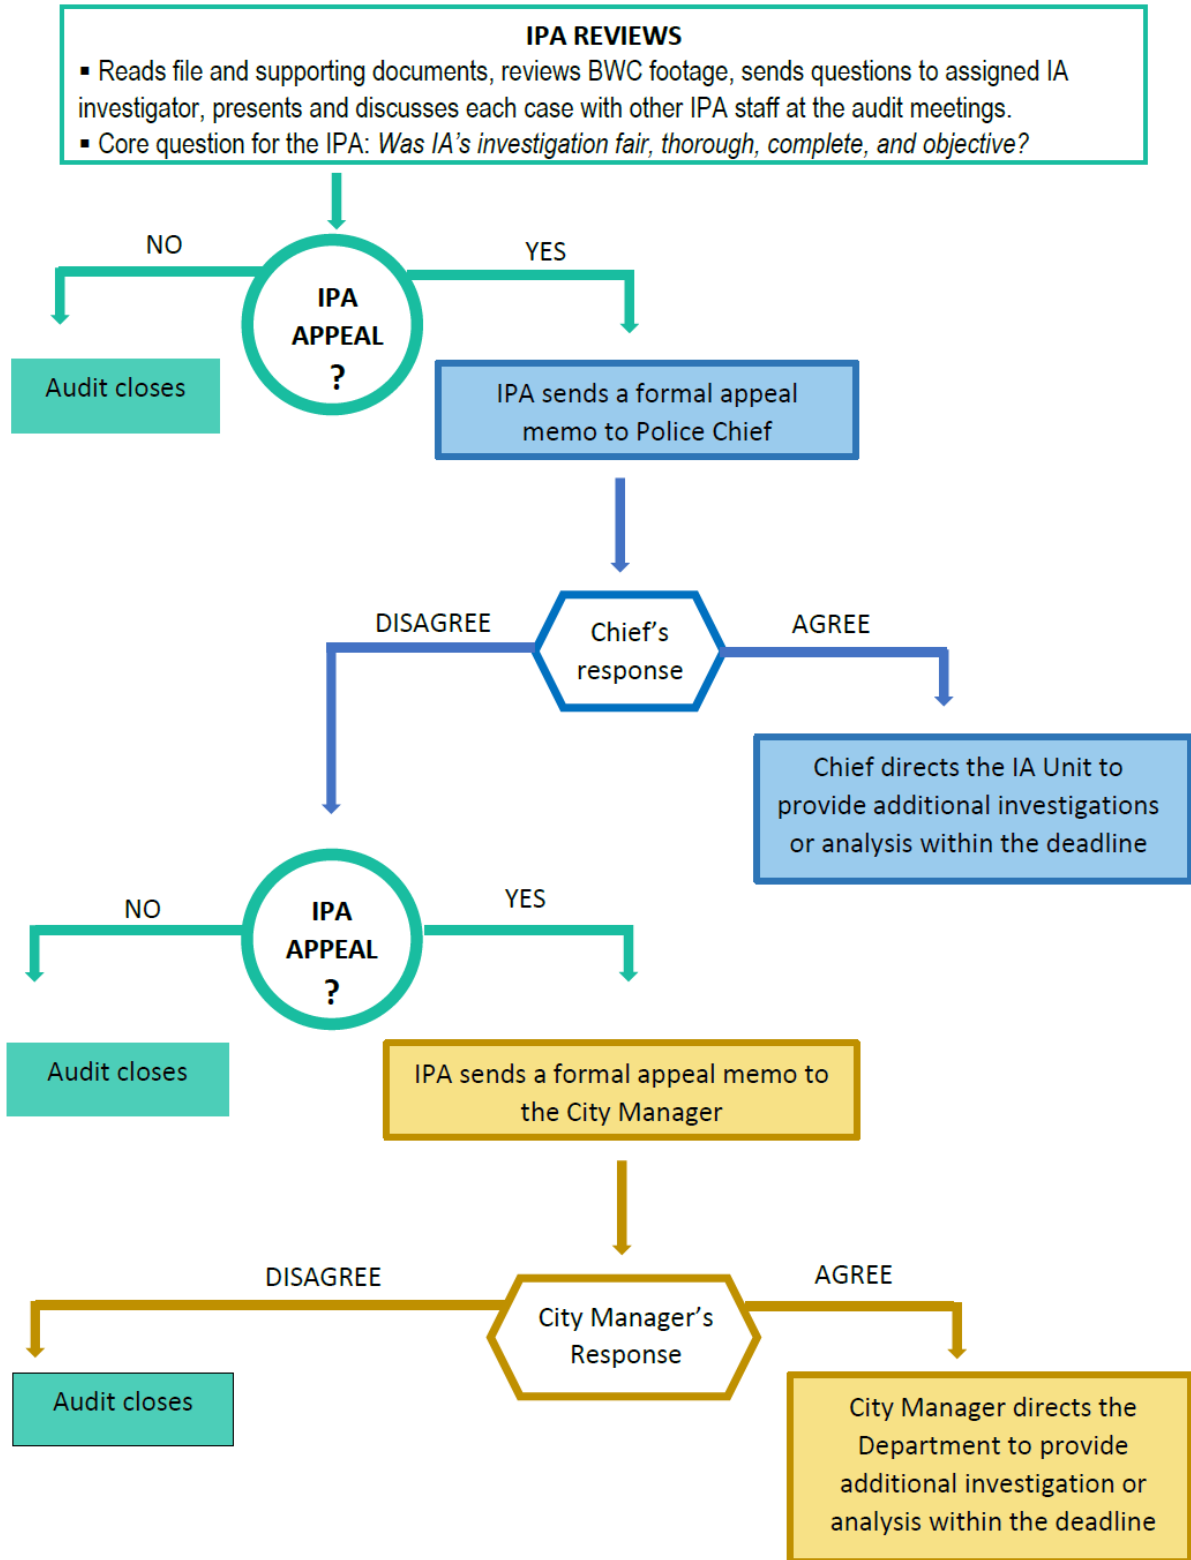 IPA REVIEWS
▪ Reads file and supporting documents, reviews BWC footage, sends questions to assigned IA
investigator, presents and discusses each case with other IPA staff at the audit meetings.
▪ Core question for the IPA: Was IA's investigation fair, thorough, complete, and objective?
NO
YES
IPA
APPEAL
?
Audit closes
IPA sends a formal appeal
memo to Police Chief
DISAGREE
AGREE
Chief's
response
Chief directs the IA Unit to
provide additional investigations
or analysis within the deadline
NO
YES
IPA
APPEAL
?
Audit closes
IPA sends a formal appeal memo to
the City Manager
DISAGREE
AGREE
City Manager's
Response
Audit closes
City Manager directs the
Department to provide
additional investigation or
analysis within the deadline